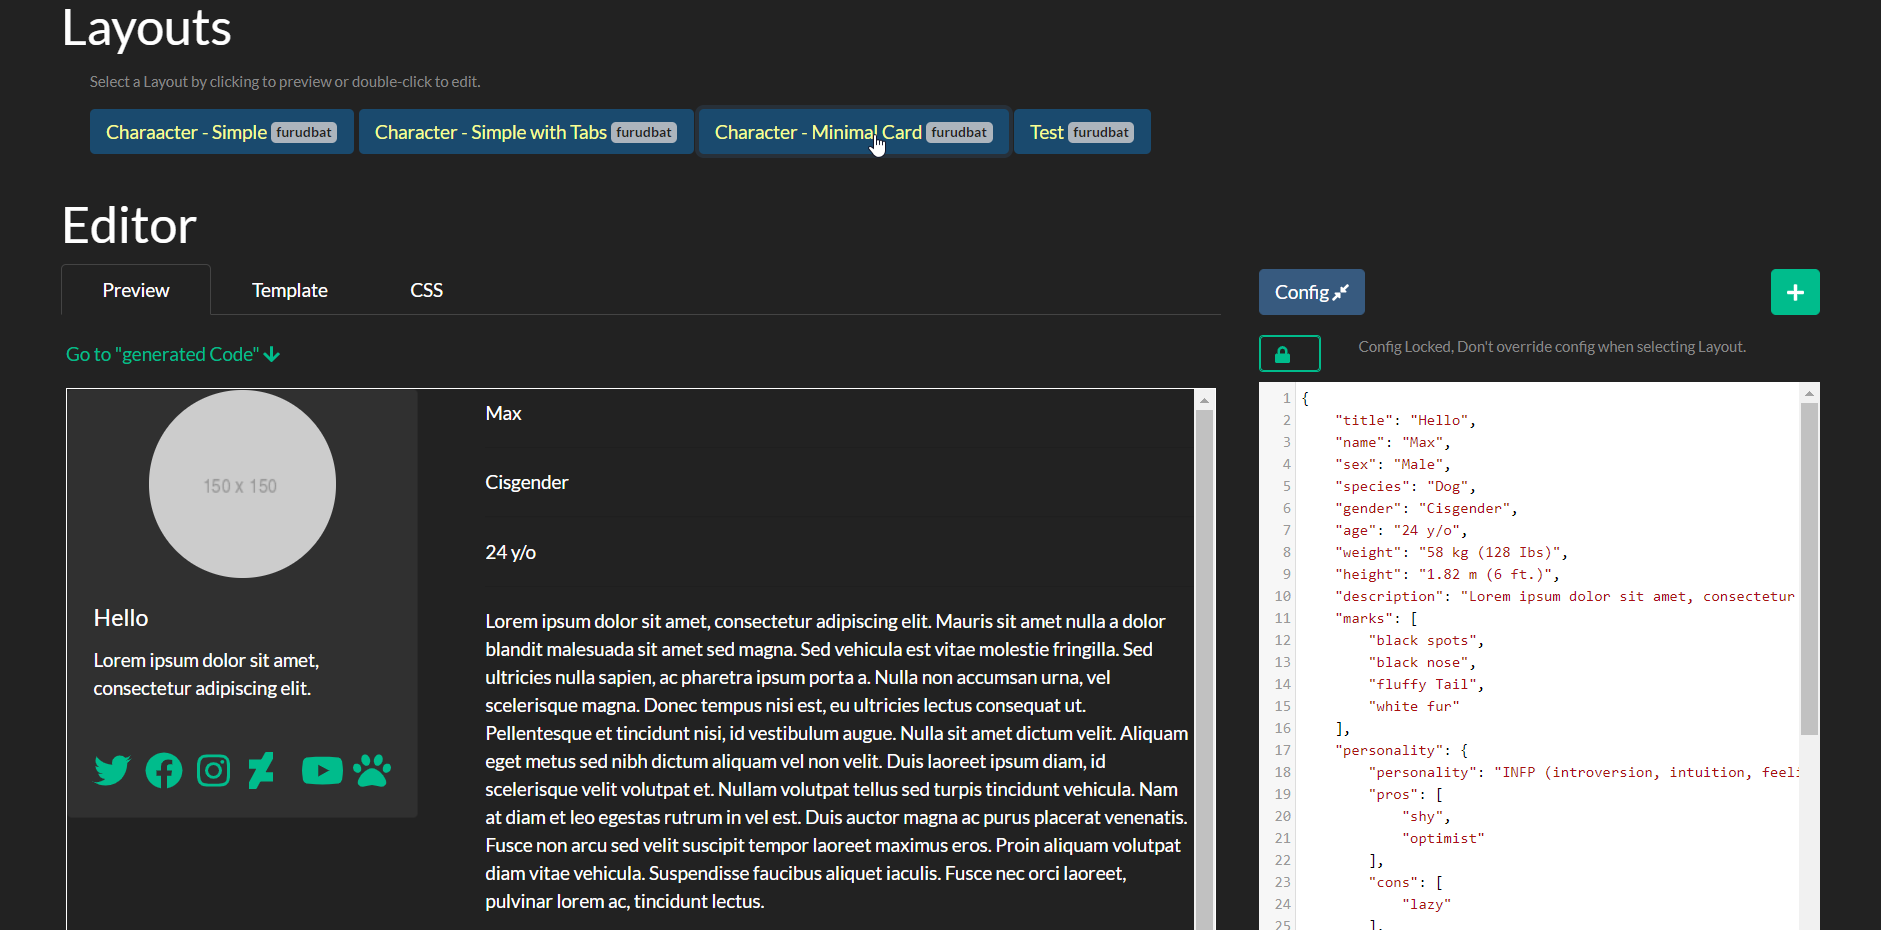 Layouts
Select a Layout by clicking to preview or double-click to edit.
Charaacter - Simple furudbat
Character - Simple with Tabs furudbat
Character - Minimal Card furudbat
Test furudbat
Editor
Preview
Template
CSS
Config
Go to "generated Code"
Config Locked, Don't override config when selecting Layout.
150 x 150
Hello
Lorem ipsum dolor sit amet,
consectetur adipiscing elit.
Max
Cisgender
24 y/o
Lorem ipsum dolor sit amet, consectetur adipiscing elit. Mauris sit amet nulla a dolor
blandit malesuada sit amet sed magna. Sed vehicula est vitae molestie fringilla. Sed
ultricies nulla sapien, ac pharetra ipsum porta a. Nulla non accumsan urna, vel
scelerisque magna. Donec tempus nisi est, eu ultricies lectus consequat ut.
Pellentesque et tincidunt nisi, id vestibulum augue. Nulla sit amet dictum velit. Aliquam
eget metus sed nibh dictum aliquam vel non velit. Duis laoreet ipsum diam, id
scelerisque velit volutpat et. Nullam volutpat tellus sed turpis tincidunt vehicula. Nam
at diam et leo egestas rutrum in vel est. Duis auctor magna ac purus placerat venenatis.
Fusce non arcu sed velit suscipit tempor laoreet maximus eros. Proin aliquam volutpat
diam vitae vehicula. Suspendisse faucibus aliquet iaculis. Fusce nec orci laoreet,
pulvinar lorem ac, tincidunt lectus.
1 {
2 "title": "Hello",
3 "name": "Max",
4 "sex": "Male",
5 "species": "Dog",
6 "gender": "Cisgender",
7 "age": "24 y/o",
8 "weight": "58 kg (128 Ibs)",
9 "height": "1.82 m (6 ft.)",
10 "description": "Lorem ipsum dolor sit amet, consectetur
11 "marks": [
12 "black spots",
13 "black nose",
14 "fluffy Tail",
15 "white fur"
16 ],
17 "personality": {
18 "personality": "INFP (introversion, intuition, feeli
19 "pros": [
20 "shy",
21 "optimist"
22 ],
23 "cons": [
24 "lazy"
25 ],